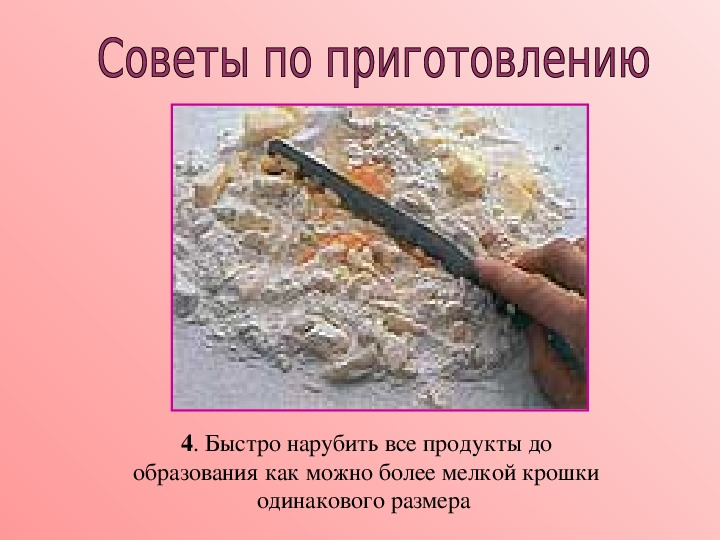 Советы по приготовлению
4. Быстро нарубить все продукты до
образования как можно более мелкой крошки
одинакового размера